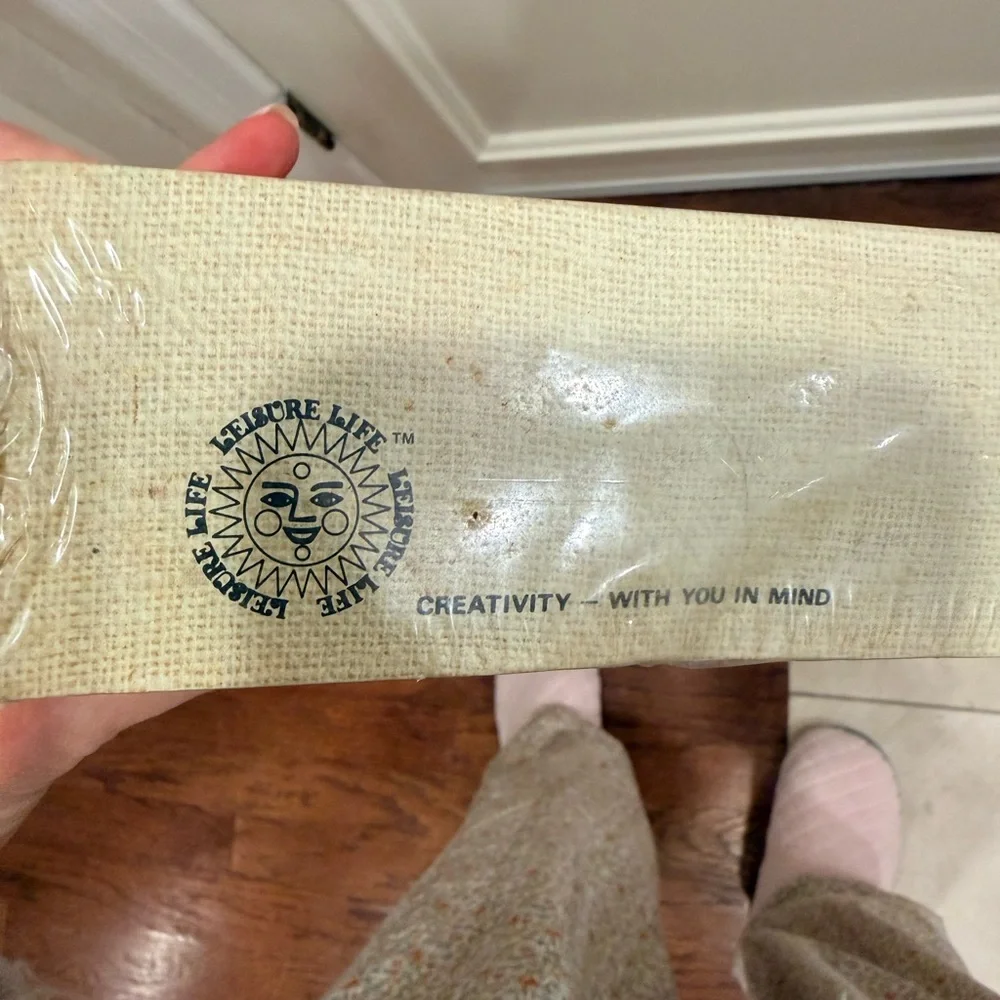 LEISURE LIFE LEISURE LIFE LEISURE LIFE
TM
CREATIVITY – WITH YOU IN MIND